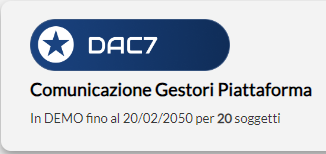 DAC7
Comunicazione Gestori Piattaforma
In DEMO fino al 20/02/2050 per 20 soggetti